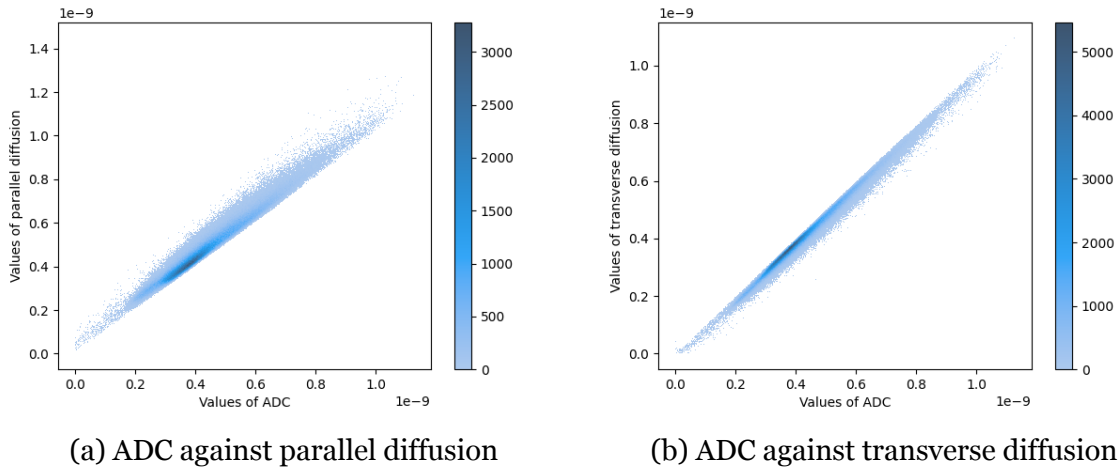 1e−9
Values of parallel diffusion
1.4
1.2
1.0
0.8
0.6
0.4
0.2
0.0
0.0 0.2 0.4 0.6 0.8 1.0
Values of ADC
1e−9
3000
2500
2000
1500
1000
500
0
(a) ADC against parallel diffusion
1e−9
Values of transverse diffusion
1.0
0.8
0.6
0.4
0.2
0.0
0.0 0.2 0.4 0.6 0.8 1.0
Values of ADC
1e−9
5000
4000
3000
2000
1000
0
(b) ADC against transverse diffusion